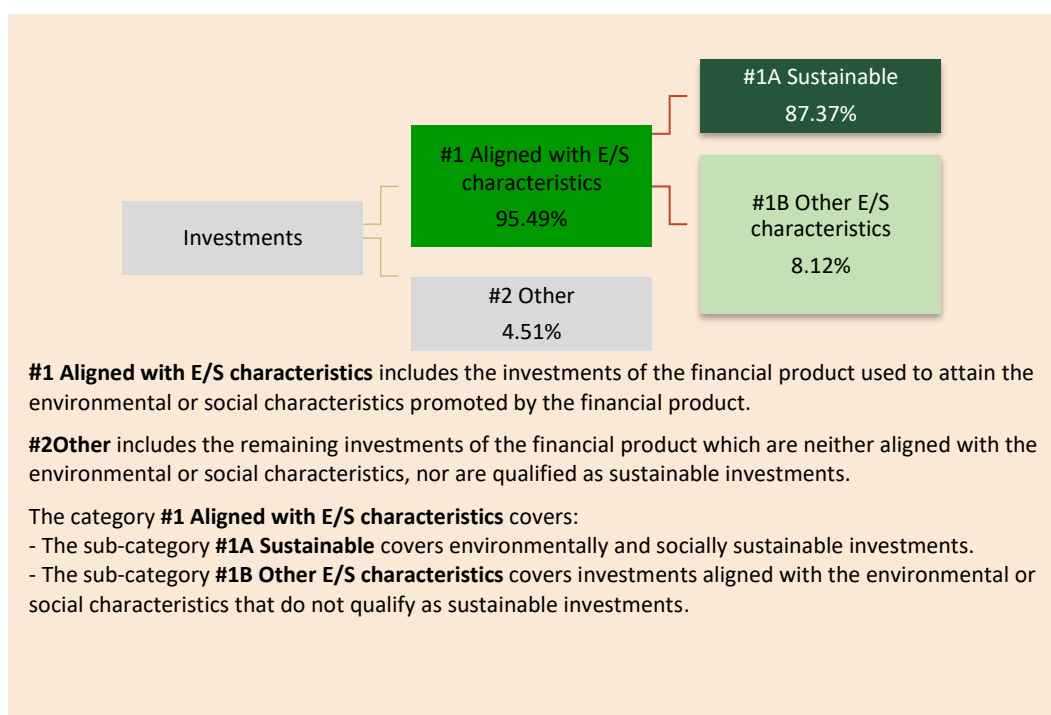 #1A Sustainable
87.37%
#1 Aligned with E/S
characteristics
95.49%
#1B Other E/S
characteristics
8.12%
Investments
#2 Other
4.51%
#1 Aligned with E/S characteristics includes the investments of the financial product used to attain the
environmental or social characteristics promoted by the financial product.
#2Other includes the remaining investments of the financial product which are neither aligned with the
environmental or social characteristics, nor are qualified as sustainable investments.
The category #1 Aligned with E/S characteristics covers:
- The sub-category #1A Sustainable covers environmentally and socially sustainable investments.
- The sub-category #1B Other E/S characteristics covers investments aligned with the environmental or
social characteristics that do not qualify as sustainable investments.